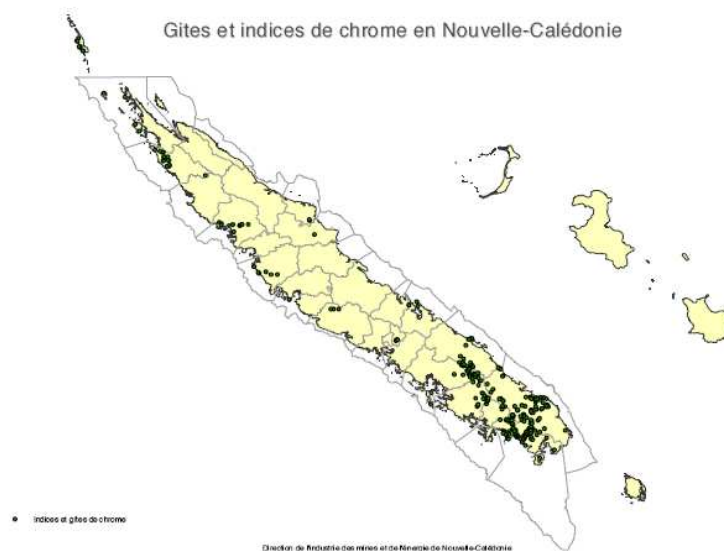 Gites et indices de chrome en Nouvelle-Calédonie
Indices et gîtes de chrome
Direction de l'Industrie des mines et de l'Energie de Nouvelle-Calédonie